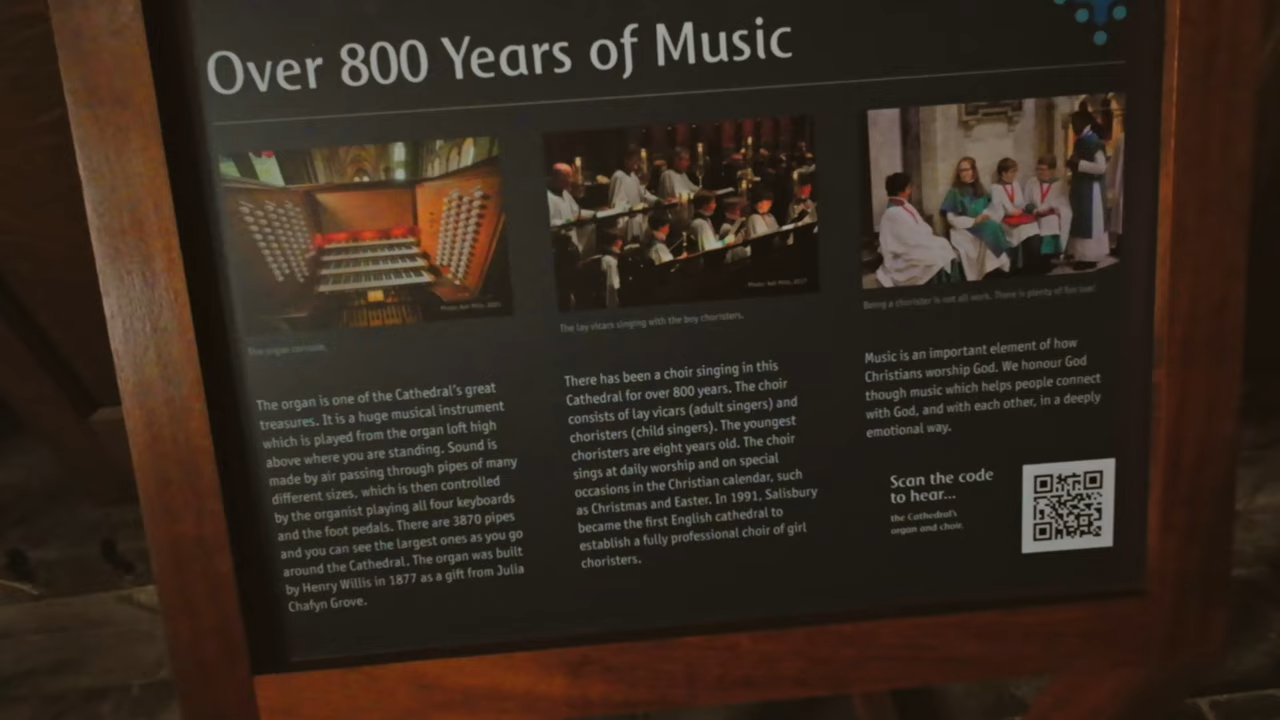 Over 800 Years of Music
The organ console.
The organ is one of the Cathedral's great
treasures. It is a huge musical instrument
which is played from the organ loft high
above where you are standing. Sound is
made by air passing through pipes of many
different sizes, which is then controlled
by the organist playing all four keyboards
and the foot pedals. There are 3870 pipes
and you can see the largest ones as you go
around the Cathedral. The organ was built
by Henry Willis in 1877 as a gift from Julia
Chafyn Grove.
The lay vicars singing with the boy choristers.
There has been a choir singing in this
Cathedral for over 800 years. The choir
consists of lay vicars (adult singers) and
choristers (child singers). The youngest
choristers are eight years old. The choir
sings at daily worship and on special
occasions in the Christian calendar, such
as Christmas and Easter. In 1991, Salisbury
became the first English cathedral to
establish a fully professional choir of girl
choristers.
Being a chorister is not all work. There is plenty of fun too!
Music is an important element of how
Christians worship God. We honour God
though music which helps people connect
with God, and with each other, in a deeply
emotional way.
Scan the code
to hear...
the Cathedral's
organ and choir.